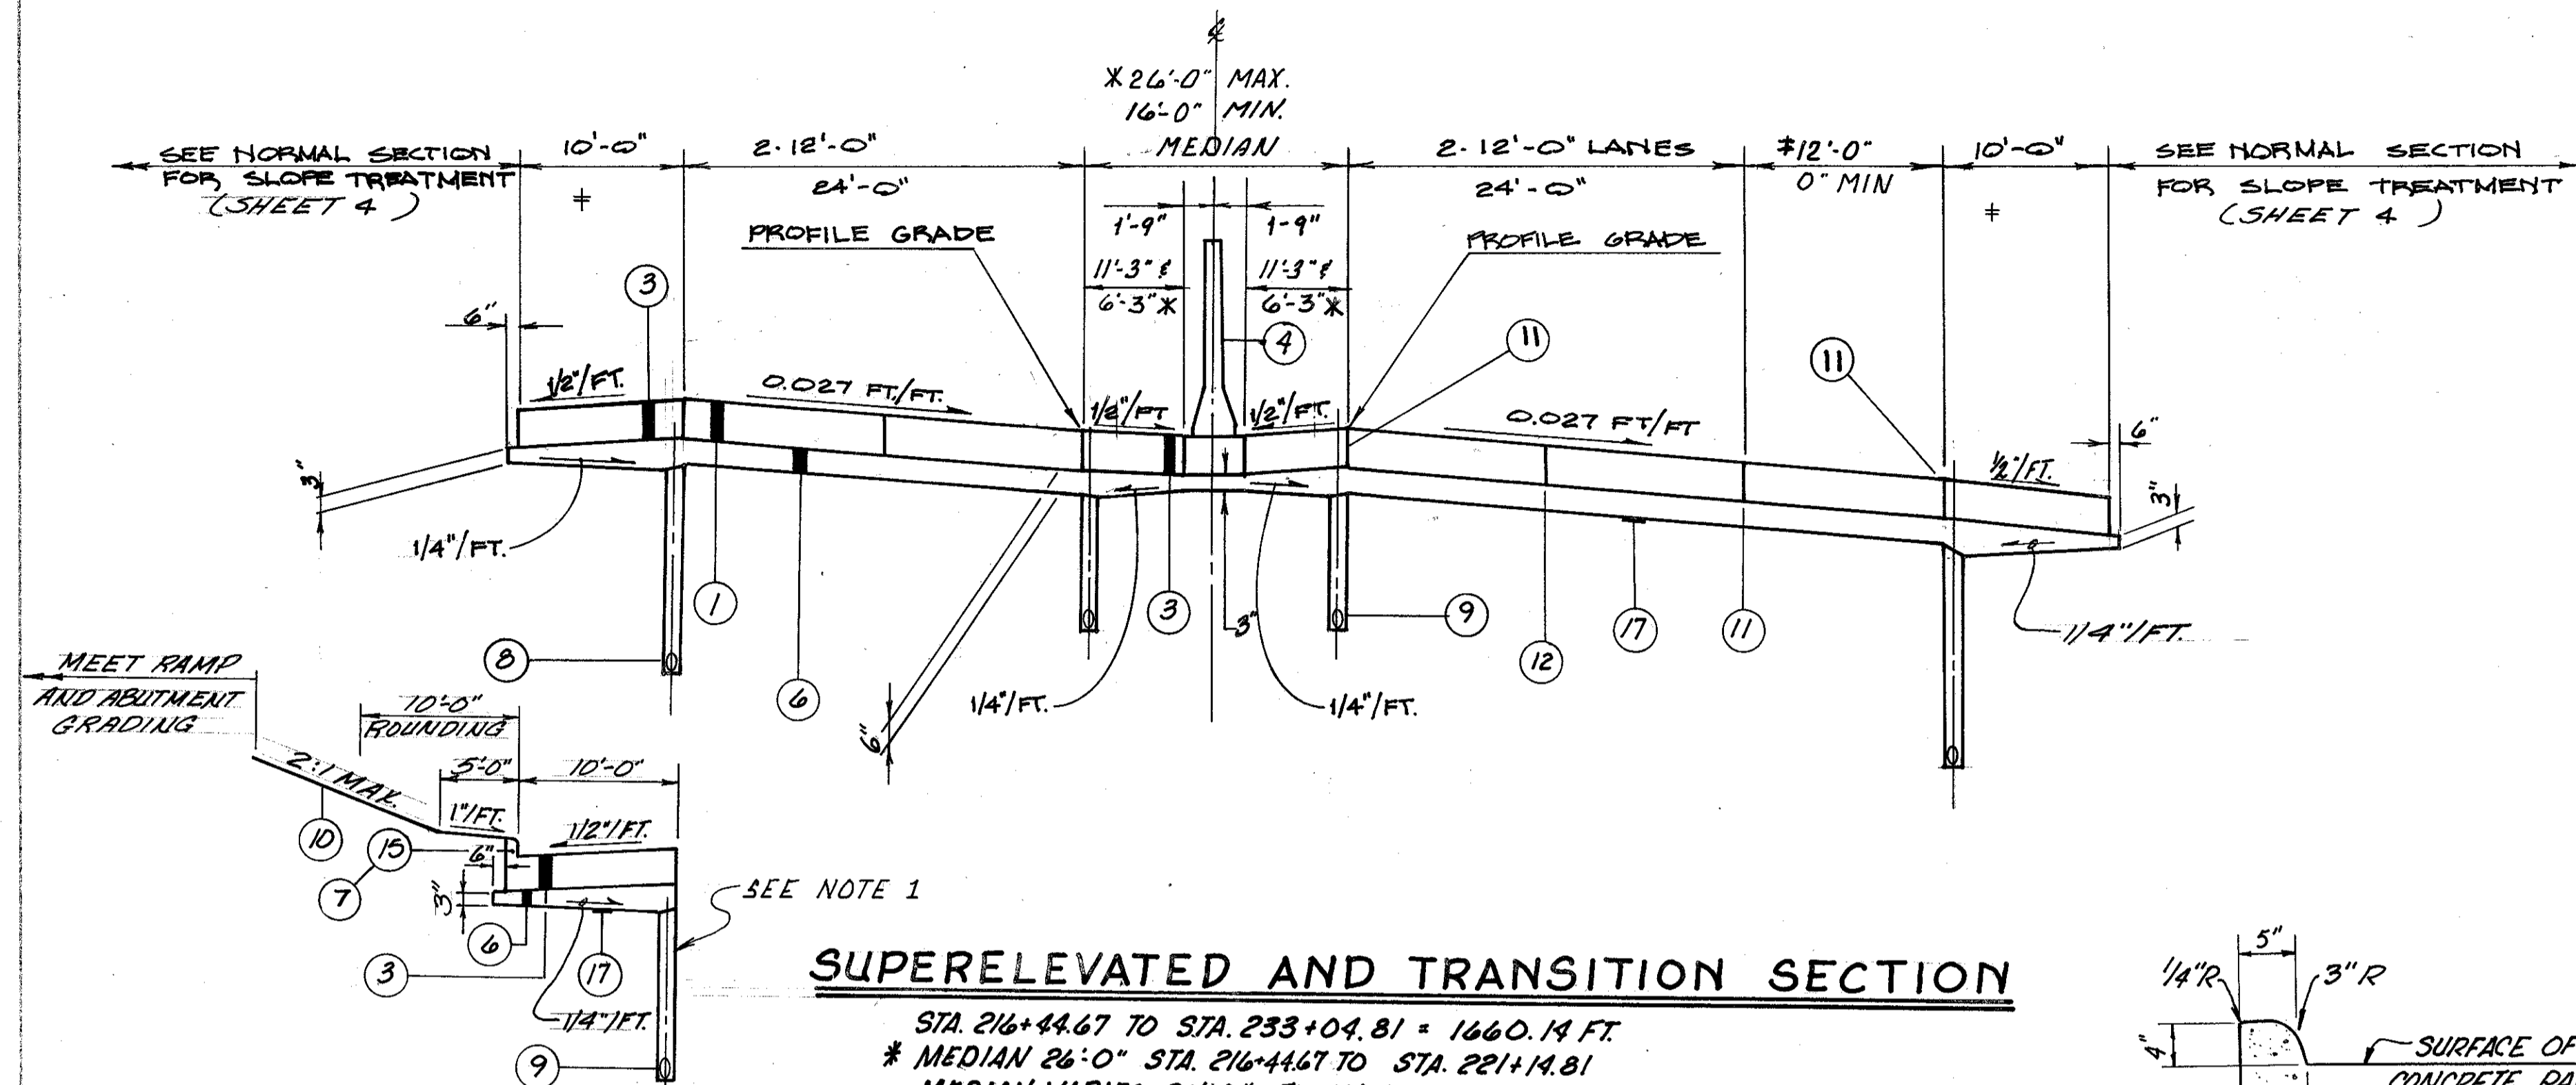 ℄
* 26'-0" MAX.
16'-0" MIN.
MEDIAN
SEE NORMAL SECTION
FOR SLOPE TREATMENT
(SHEET 4)
10'-0"
‡
2-12'-0"
24'-0"
2-12'-0" LANES
24'-0"
‡12'-0"
0" MIN
10'-0"
‡
SEE NORMAL SECTION
FOR SLOPE TREATMENT
(SHEET 4)
PROFILE GRADE
1'-9"
1-9"
PROFILE GRADE
11'-3" &
6'-3" *
11'-3" &
6'-3" *
3
6"
4
11
11
1/2"/FT.
0.027 FT/FT.
1/2"/FT
1/2"/FT.
0.027 FT/FT
1/2"/FT.
6"
3"
3"
1/4"/FT.
1
3
3"
9
17
11
1/4"/FT.
8
6
12
1/4"/FT.
1/4"/FT.
6"
MEET RAMP
AND ABUTMENT
GRADING
10'-0"
ROUNDING
5'-0"
10'-0"
2:1 MAX.
1"/FT.
1/2"/FT.
10
15
6"
7
3"
SEE NOTE 1
6
3
17
1/4"/FT.
9
SUPERELEVATED AND TRANSITION SECTION
STA. 216+44.67 TO STA. 233+04.81 = 1660.14 FT.
* MEDIAN 26'-0" STA. 216+44.67 TO STA. 221+14.81
5"
1/4"R
3"R
4"
SURFACE OF